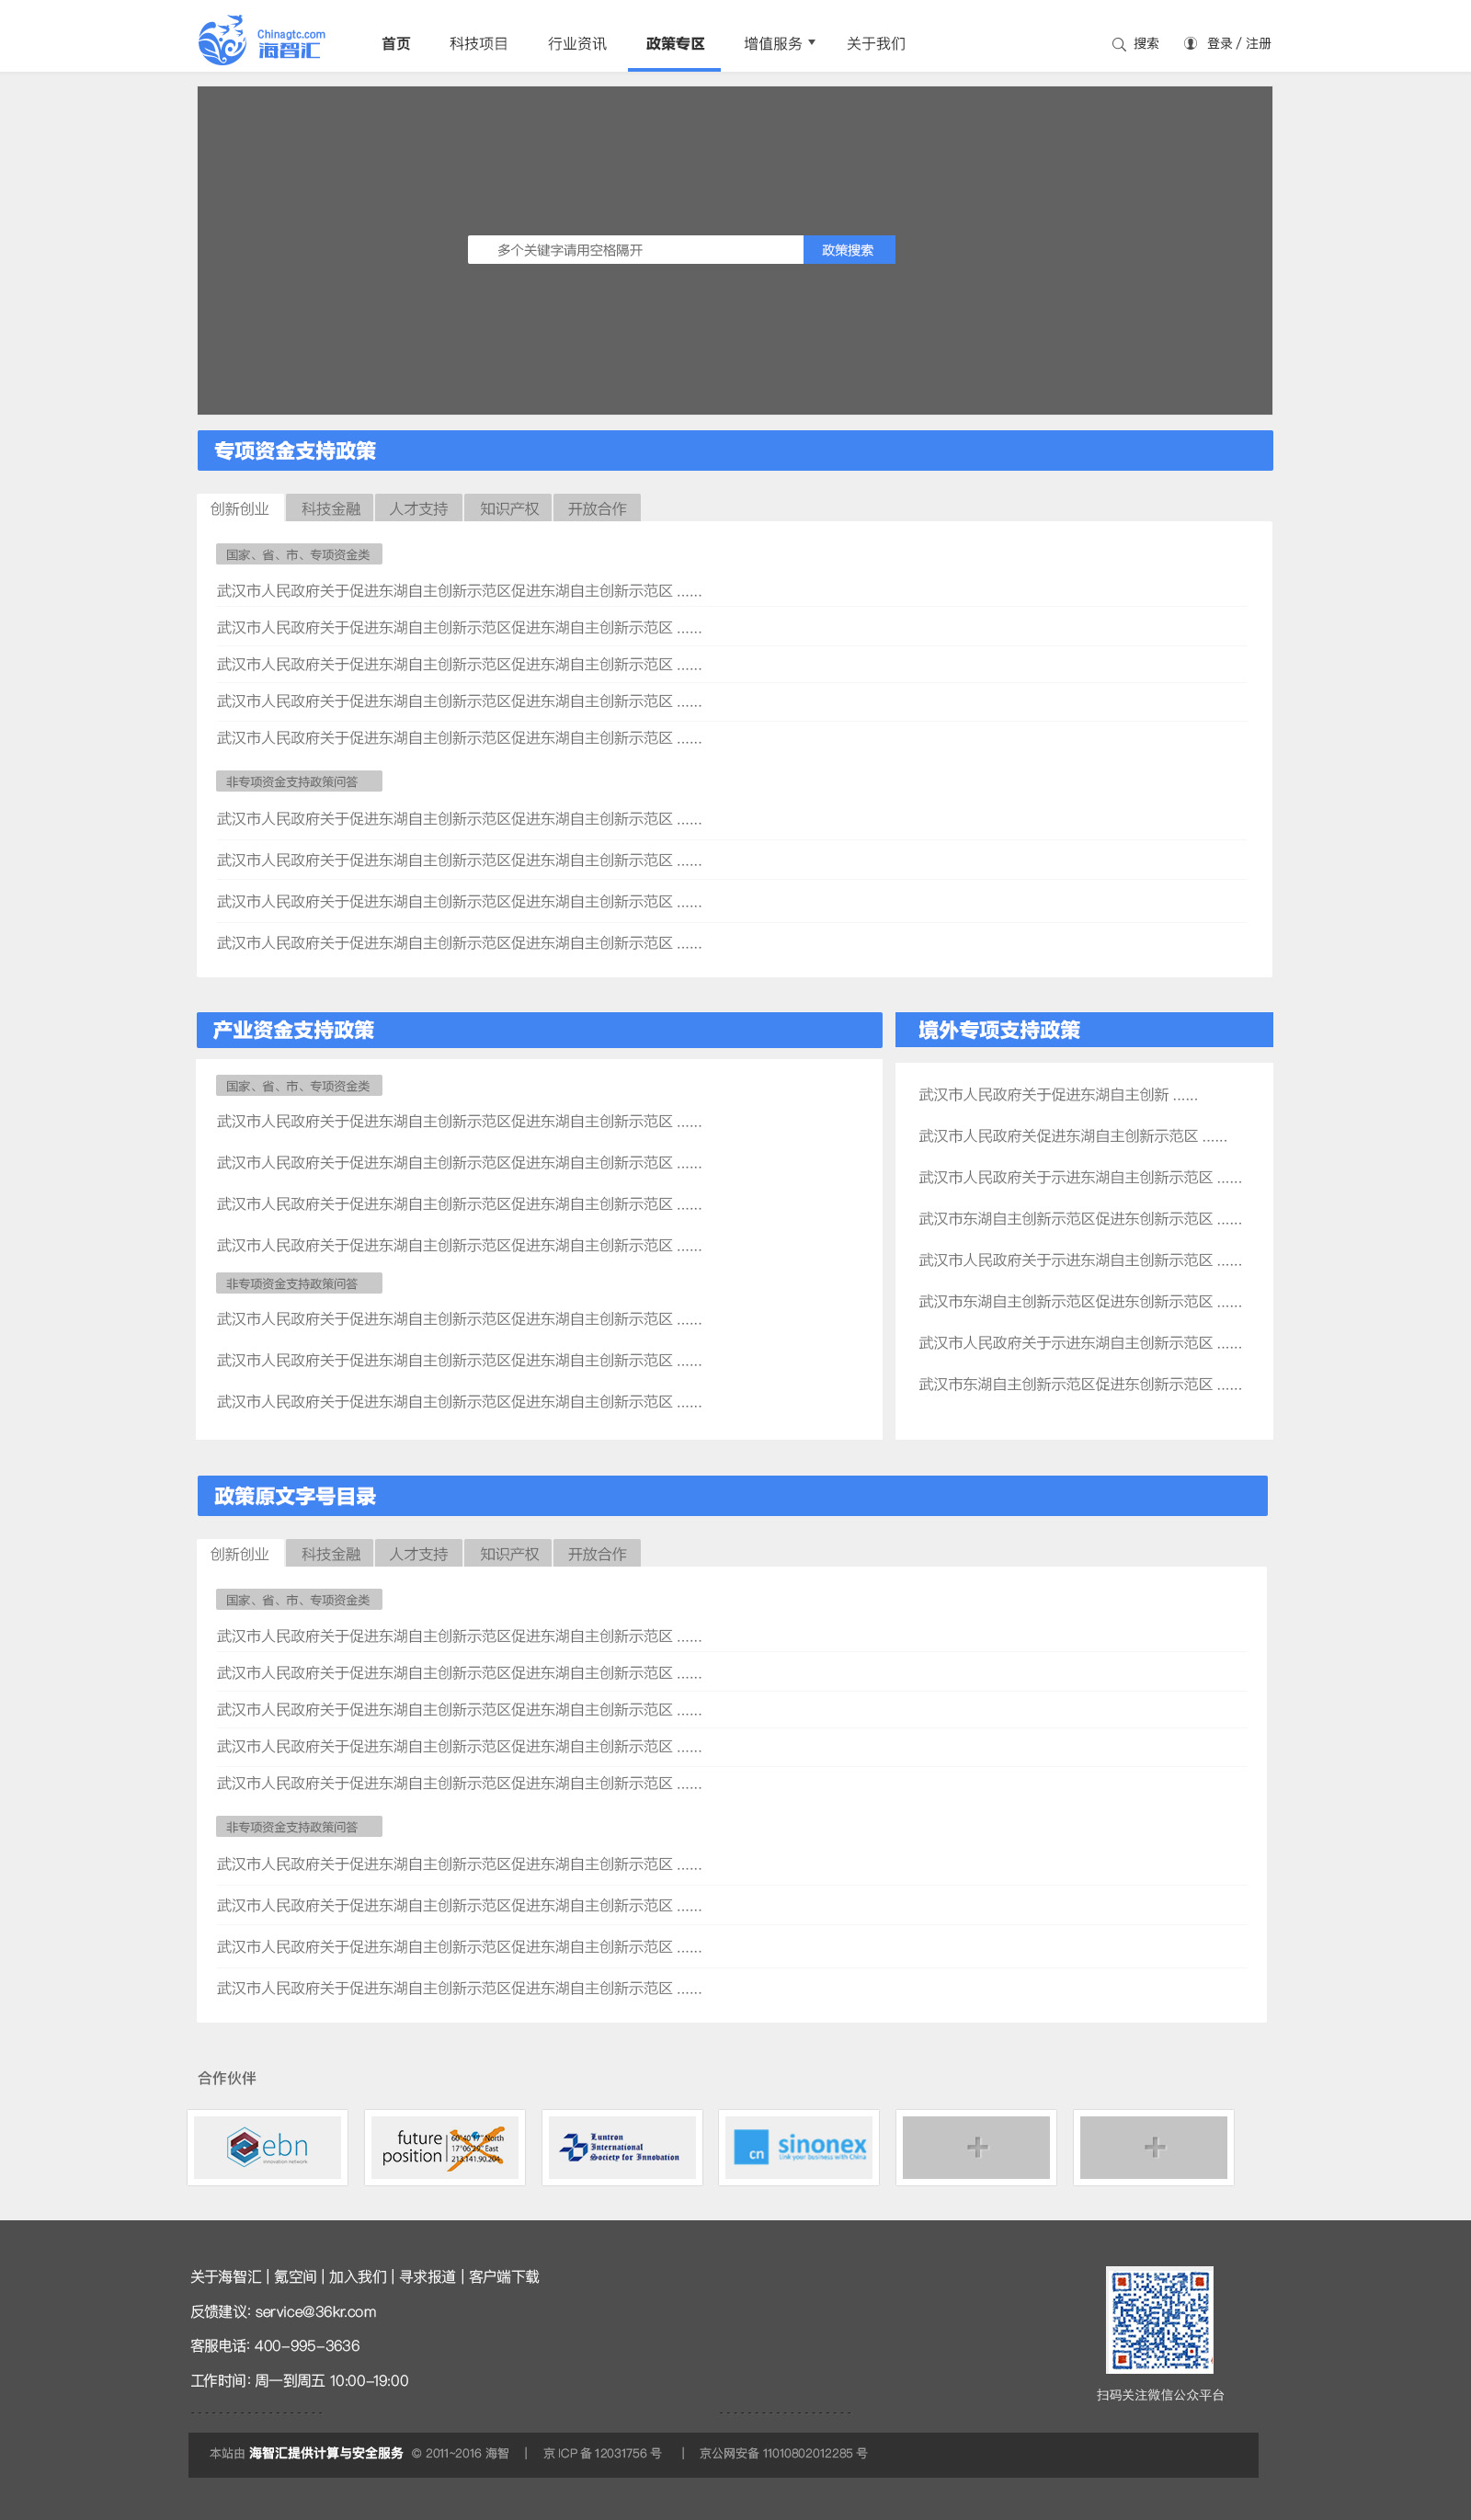 Chinagtc.com
海智汇
首页 科技项目 行业资讯 政策专区 增值服务 关于我们 搜索 登录 / 注册
多个关键字请用空格隔开 政策搜索
专项资金支持政策
创新创业 科技金融 人才支持 知识产权 开放合作
国家、省、市、专项资金类
武汉市人民政府关于促进东湖自主创新示范区促进东湖自主创新示范区 ......
武汉市人民政府关于促进东湖自主创新示范区促进东湖自主创新示范区 ......
武汉市人民政府关于促进东湖自主创新示范区促进东湖自主创新示范区 ......
武汉市人民政府关于促进东湖自主创新示范区促进东湖自主创新示范区 ......
武汉市人民政府关于促进东湖自主创新示范区促进东湖自主创新示范区 ......
非专项资金支持政策问答
武汉市人民政府关于促进东湖自主创新示范区促进东湖自主创新示范区 ......
武汉市人民政府关于促进东湖自主创新示范区促进东湖自主创新示范区 ......
武汉市人民政府关于促进东湖自主创新示范区促进东湖自主创新示范区 ......
武汉市人民政府关于促进东湖自主创新示范区促进东湖自主创新示范区 ......
产业资金支持政策
国家、省、市、专项资金类
武汉市人民政府关于促进东湖自主创新示范区促进东湖自主创新示范区 ......
武汉市人民政府关于促进东湖自主创新示范区促进东湖自主创新示范区 ......
武汉市人民政府关于促进东湖自主创新示范区促进东湖自主创新示范区 ......
武汉市人民政府关于促进东湖自主创新示范区促进东湖自主创新示范区 ......
非专项资金支持政策问答
武汉市人民政府关于促进东湖自主创新示范区促进东湖自主创新示范区 ......
武汉市人民政府关于促进东湖自主创新示范区促进东湖自主创新示范区 ......
武汉市人民政府关于促进东湖自主创新示范区促进东湖自主创新示范区 ......
境外专项支持政策
武汉市人民政府关于促进东湖自主创新 ......
武汉市人民政府关促进东湖自主创新示范区 ......
武汉市人民政府关于示进东湖自主创新示范区 ......
武汉市东湖自主创新示范区促进东创新示范区 ......
武汉市人民政府关于示进东湖自主创新示范区 ......
武汉市东湖自主创新示范区促进东创新示范区 ......
武汉市人民政府关于示进东湖自主创新示范区 ......
武汉市东湖自主创新示范区促进东创新示范区 ......
政策原文字号目录
创新创业 科技金融 人才支持 知识产权 开放合作
国家、省、市、专项资金类
武汉市人民政府关于促进东湖自主创新示范区促进东湖自主创新示范区 ......
武汉市人民政府关于促进东湖自主创新示范区促进东湖自主创新示范区 ......
武汉市人民政府关于促进东湖自主创新示范区促进东湖自主创新示范区 ......
武汉市人民政府关于促进东湖自主创新示范区促进东湖自主创新示范区 ......
武汉市人民政府关于促进东湖自主创新示范区促进东湖自主创新示范区 ......
非专项资金支持政策问答
武汉市人民政府关于促进东湖自主创新示范区促进东湖自主创新示范区 ......
武汉市人民政府关于促进东湖自主创新示范区促进东湖自主创新示范区 ......
武汉市人民政府关于促进东湖自主创新示范区促进东湖自主创新示范区 ......
武汉市人民政府关于促进东湖自主创新示范区促进东湖自主创新示范区 ......
合作伙伴
ebn
innovation network
future
position
60°40'17" North
17°06'29" East
213.141.90.204
Luntron
International
Society for Innovation
cn sinonex
Link your business with China
关于海智汇 | 氪空间 | 加入我们 | 寻求报道 | 客户端下载
反馈建议: service@36kr.com
客服电话: 400-995-3636
工作时间: 周一到周五 10:00-19:00
扫码关注微信公众平台
本站由 海智汇提供计算与安全服务 © 2011~2016 海智 | 京 ICP 备 12031756 号 | 京公网安备 11010802012285 号